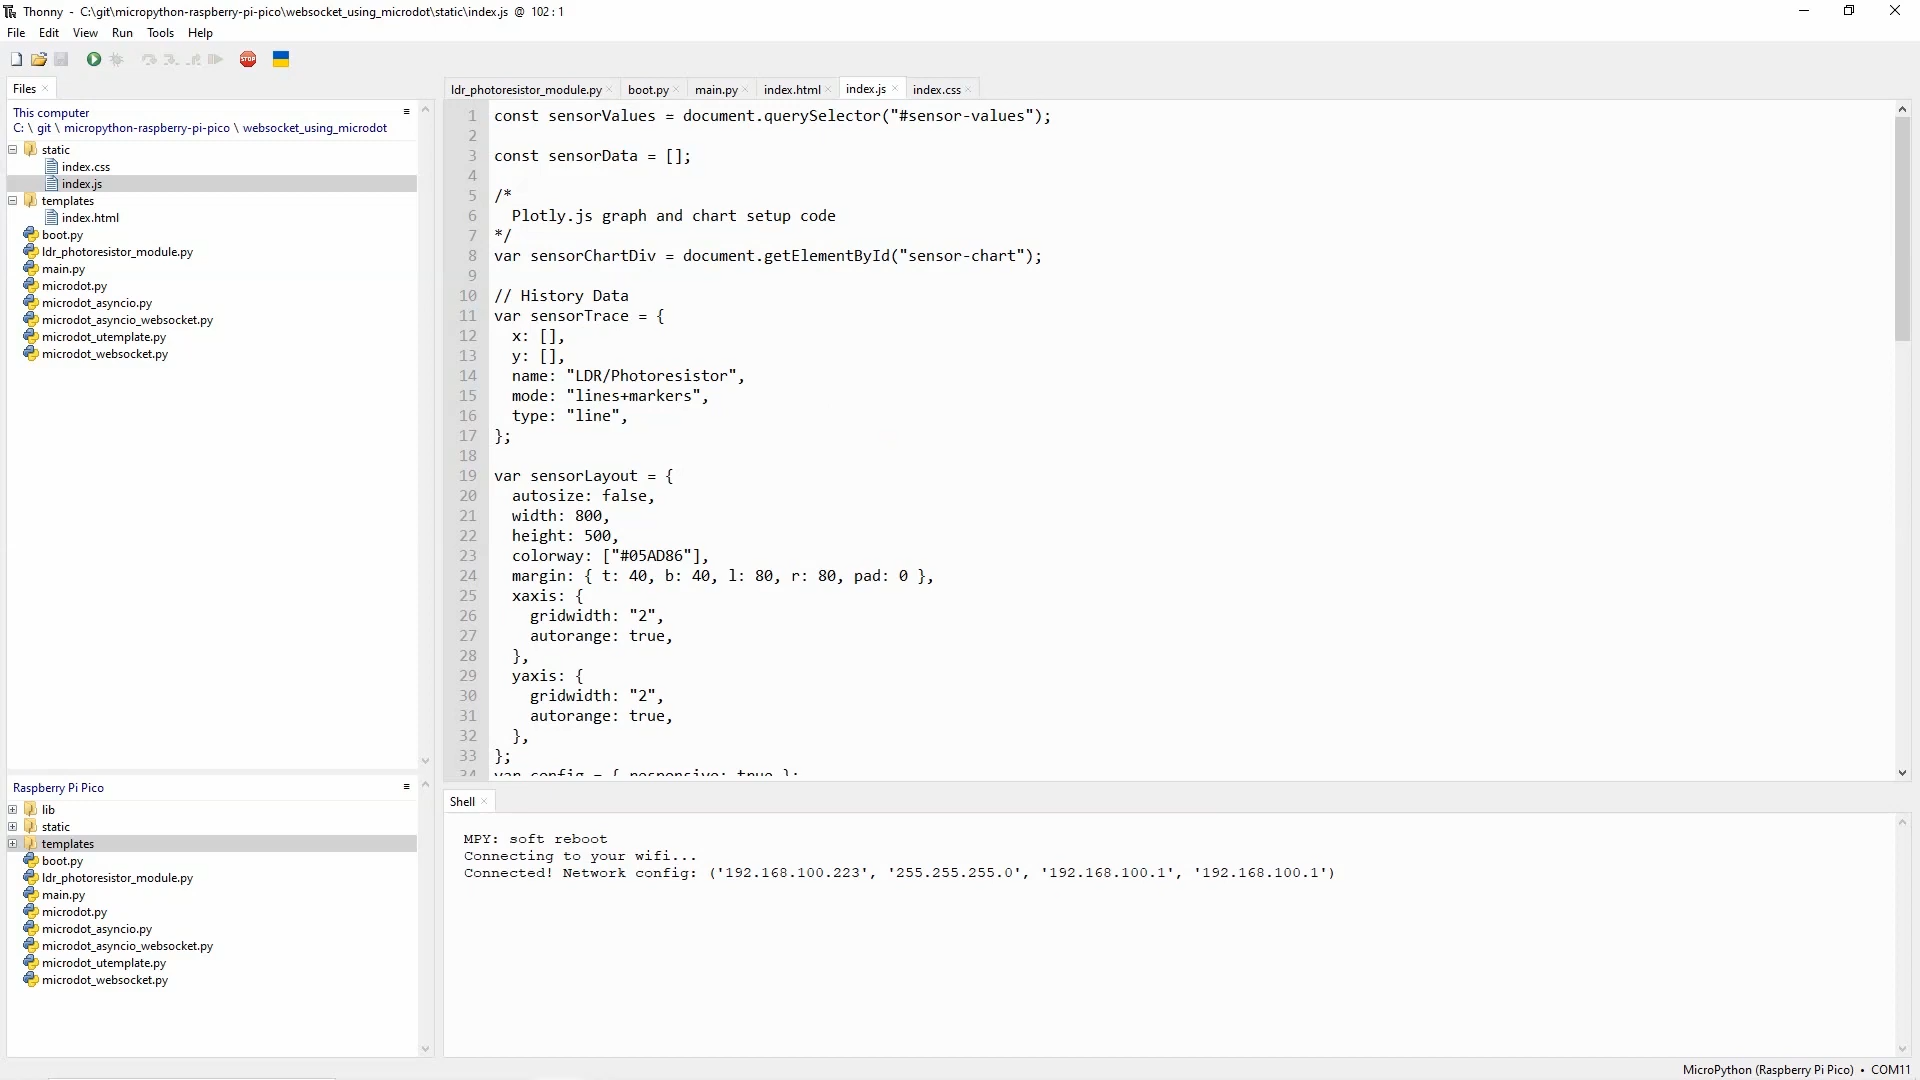 Thonny - C:\git\micropython-raspberry-pi-pico\websocket_using_microdot\static\index.js @ 102 : 1
File Edit View Run Tools Help
STOP
Files
This computer
C: \ git \ micropython-raspberry-pi-pico \ websocket_using_microdot
static
index.css
index.js
templates
index.html
boot.py
ldr_photoresistor_module.py
main.py
microdot.py
microdot_asyncio.py
microdot_asyncio_websocket.py
microdot_utemplate.py
microdot_websocket.py
Raspberry Pi Pico
lib
static
templates
boot.py
ldr_photoresistor_module.py
main.py
microdot.py
microdot_asyncio.py
microdot_asyncio_websocket.py
microdot_utemplate.py
microdot_websocket.py
ldr_photoresistor_module.py boot.py main.py index.html index.js index.css
1 const sensorValues = document.querySelector("#sensor-values");
2
3 const sensorData = [];
4
5 /*
6   Plotly.js graph and chart setup code
7 */
8 var sensorChartDiv = document.getElementById("sensor-chart");
9
10 // History Data
11 var sensorTrace = {
12   x: [],
13   y: [],
14   name: "LDR/Photoresistor",
15   mode: "lines+markers",
16   type: "line",
17 };
18
19 var sensorLayout = {
20   autosize: false,
21   width: 800,
22   height: 500,
23   colorway: ["#05AD86"],
24   margin: { t: 40, b: 40, l: 80, r: 80, pad: 0 },
25   xaxis: {
26     gridwidth: "2",
27     autorange: true,
28   },
29   yaxis: {
30     gridwidth: "2",
31     autorange: true,
32   },
33 };
34 var config = { responsive: true };
Shell
MPY: soft reboot
Connecting to your wifi...
Connected! Network config: ('192.168.100.223', '255.255.255.0', '192.168.100.1', '192.168.100.1')
MicroPython (Raspberry Pi Pico) • COM11